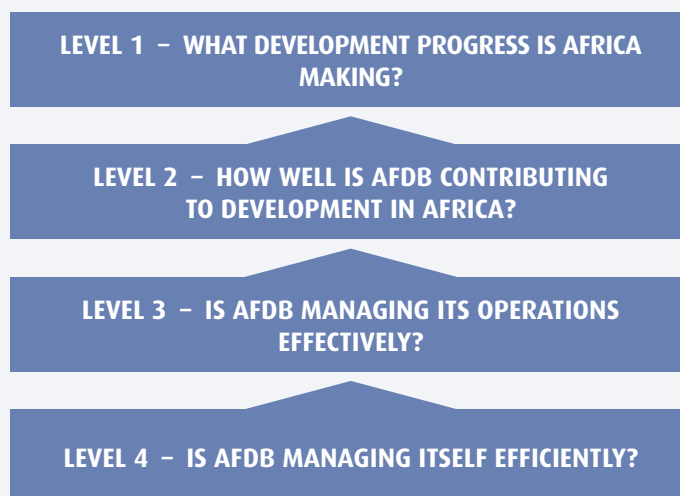 LEVEL 1 – WHAT DEVELOPMENT PROGRESS IS AFRICA
MAKING?
LEVEL 2 – HOW WELL IS AFDB CONTRIBUTING
TO DEVELOPMENT IN AFRICA?
LEVEL 3 – IS AFDB MANAGING ITS OPERATIONS
EFFECTIVELY?
LEVEL 4 – IS AFDB MANAGING ITSELF EFFICIENTLY?